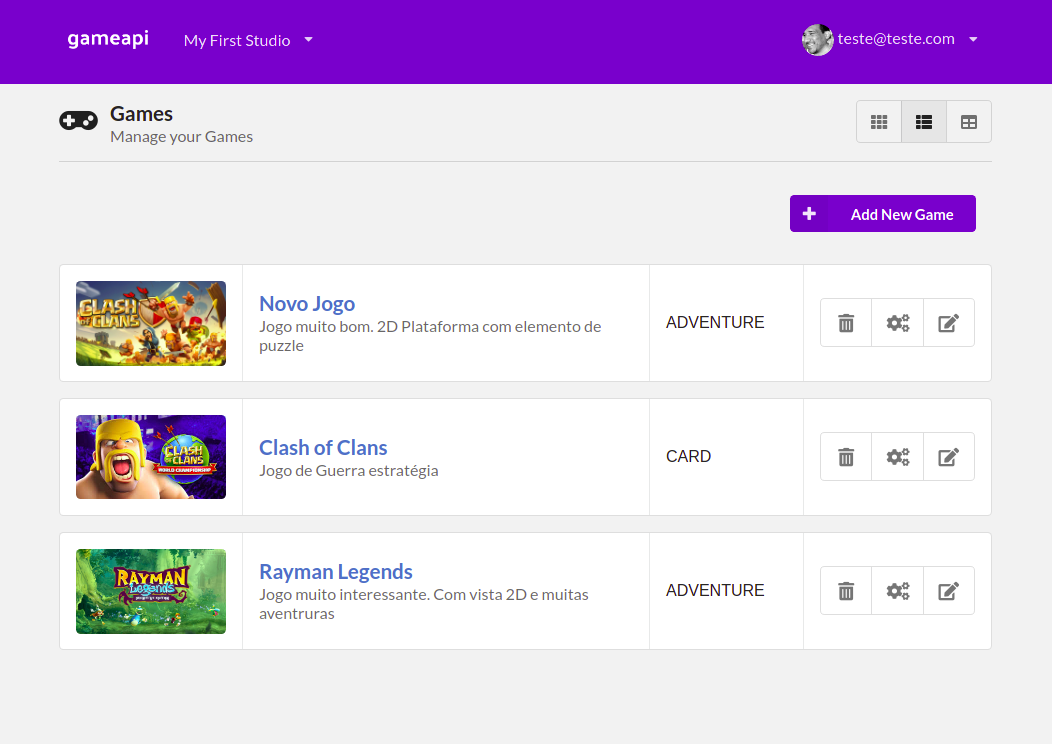 gameapi
My First Studio
teste@teste.com
Games
Manage your Games
Add New Game
CLASH
OF CLANS
Novo Jogo
Jogo muito bom. 2D Plataforma com elemento de
puzzle
ADVENTURE
CLASH
OF CLANS
WORLD CHAMPIONSHIP
Clash of Clans
Jogo de Guerra estratégia
CARD
RAYMAN
Legends
Rayman Legends
Jogo muito interessante. Com vista 2D e muitas
aventruras
ADVENTURE